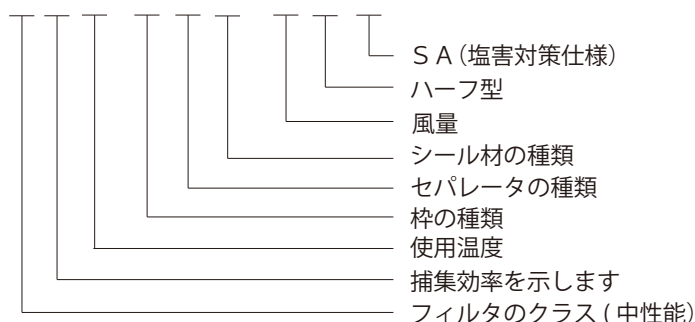 ＳＡ（塩害対策仕様）
ハーフ型
風量
シール材の種類
セパレータの種類
枠の種類
使用温度
捕集効率を示します
フィルタのクラス ( 中性能)